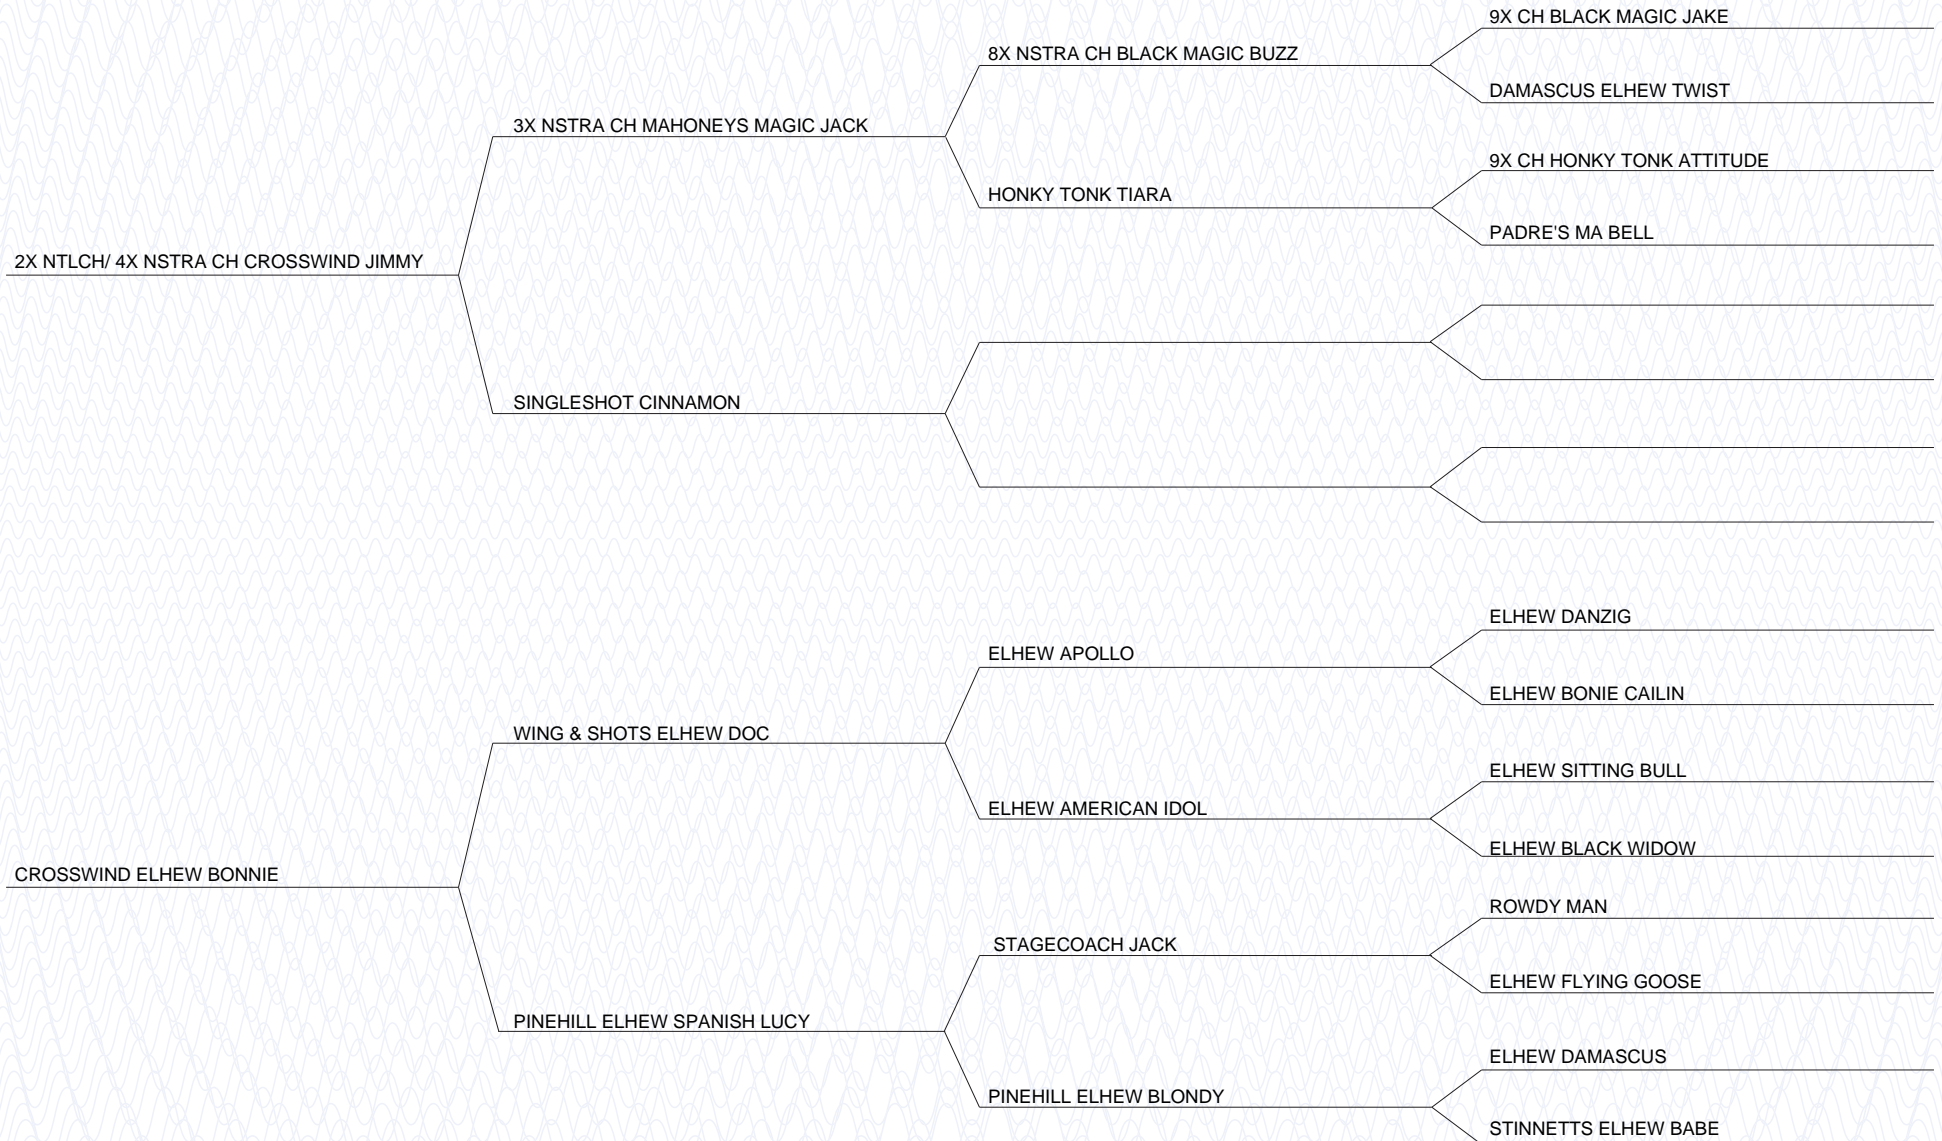 9X CH BLACK MAGIC JAKE
8X NSTRA CH BLACK MAGIC BUZZ
DAMASCUS ELHEW TWIST
3X NSTRA CH MAHONEYS MAGIC JACK
9X CH HONKY TONK ATTITUDE
HONKY TONK TIARA
PADRE'S MA BELL
2X NTLCH/ 4X NSTRA CH CROSSWIND JIMMY
SINGLESHOT CINNAMON
ELHEW DANZIG
ELHEW APOLLO
ELHEW BONIE CAILIN
WING & SHOTS ELHEW DOC
ELHEW SITTING BULL
ELHEW AMERICAN IDOL
ELHEW BLACK WIDOW
CROSSWIND ELHEW BONNIE
ROWDY MAN
STAGECOACH JACK
ELHEW FLYING GOOSE
PINEHILL ELHEW SPANISH LUCY
ELHEW DAMASCUS
PINEHILL ELHEW BLONDY
STINNETTS ELHEW BABE